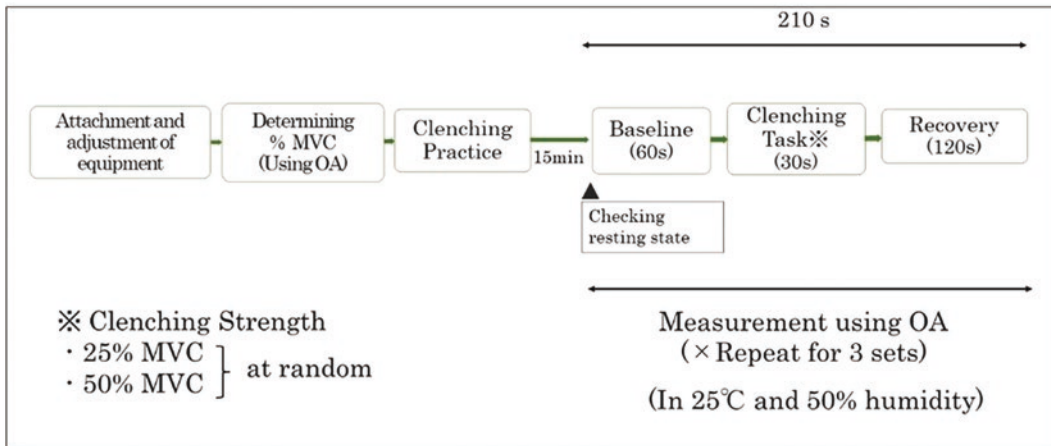 210 s
Attachment and
adjustment of
equipment
Determining
% MVC
(Using OA)
Clenching
Practice
15min
Baseline
(60s)
Clenching
Task※
(30s)
Recovery
(120s)
Checking
resting state
※ Clenching Strength
・25% MVC
・50% MVC
at random
Measurement using OA
(×Repeat for 3 sets)
(In 25℃ and 50% humidity)